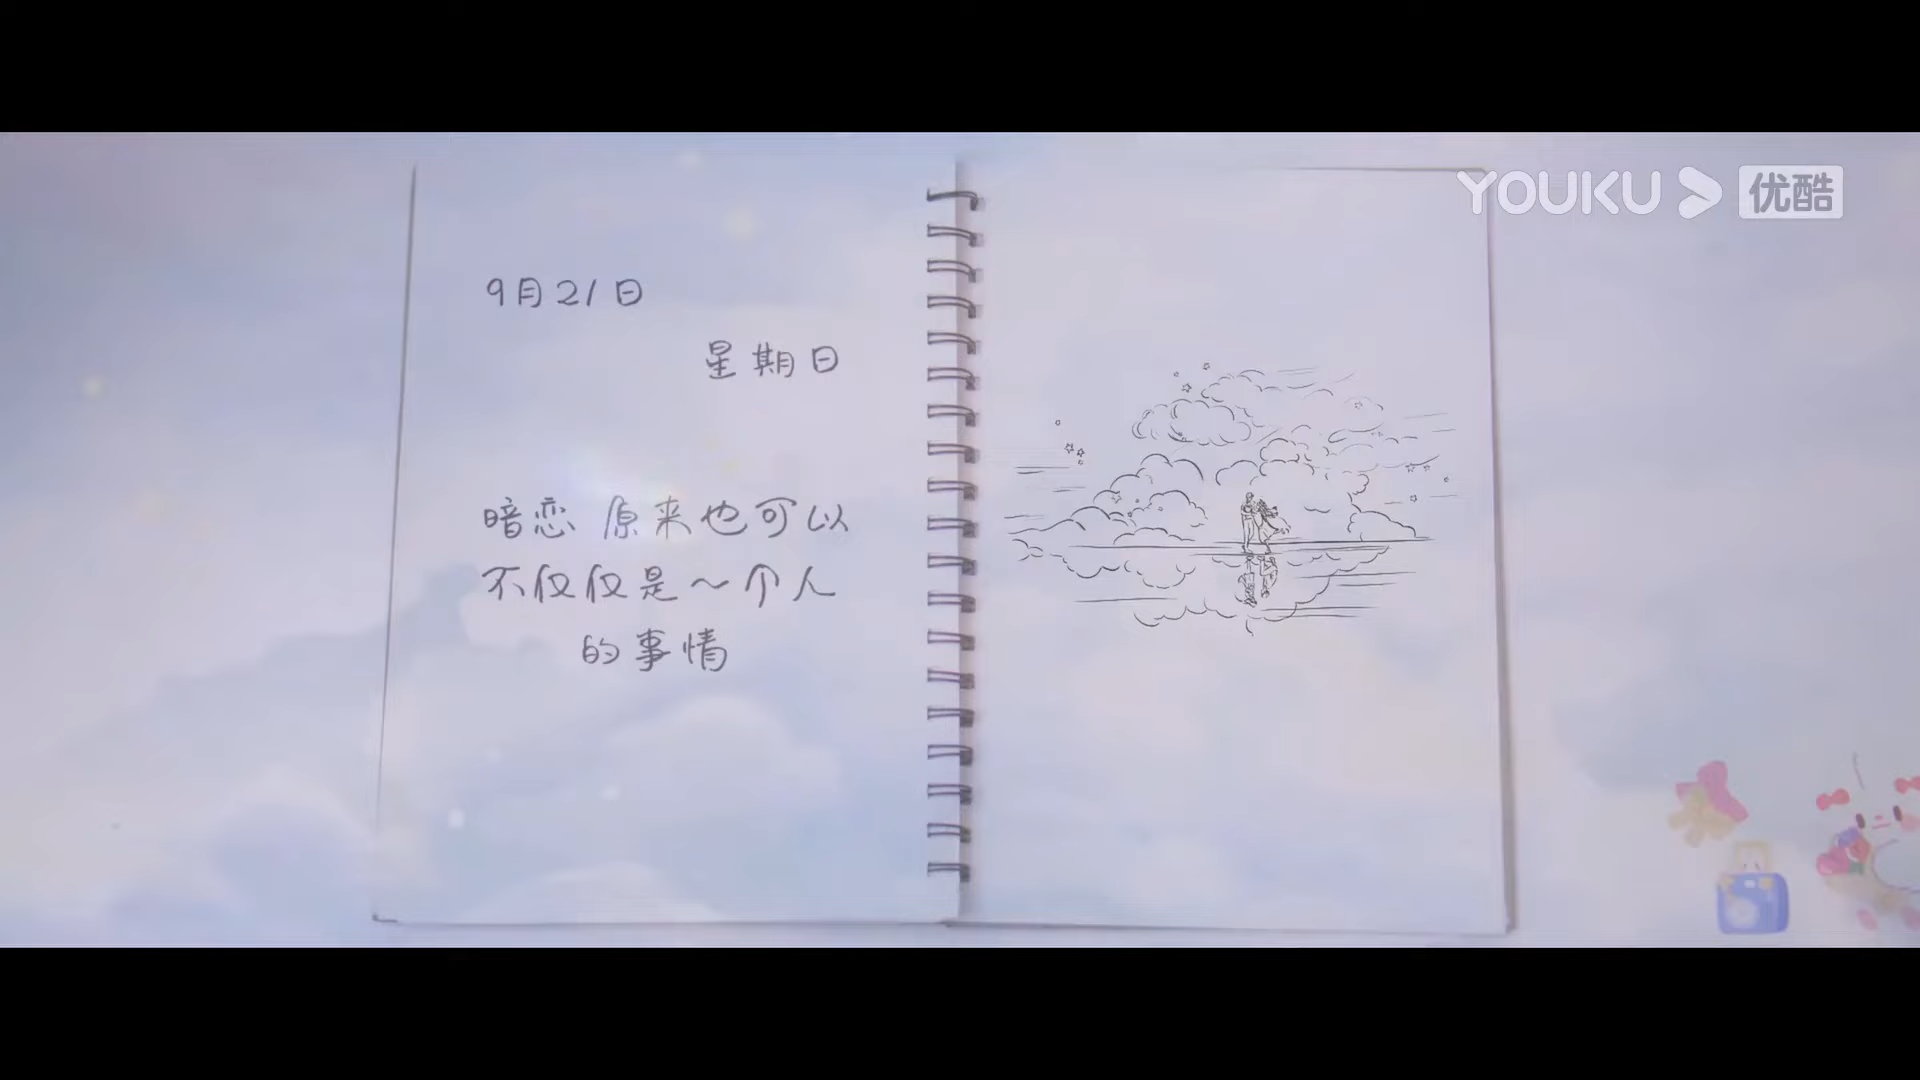 YOUKU 优酷
9月21日
星期日
暗恋 原来也可以
不仅仅是一个人
的事情